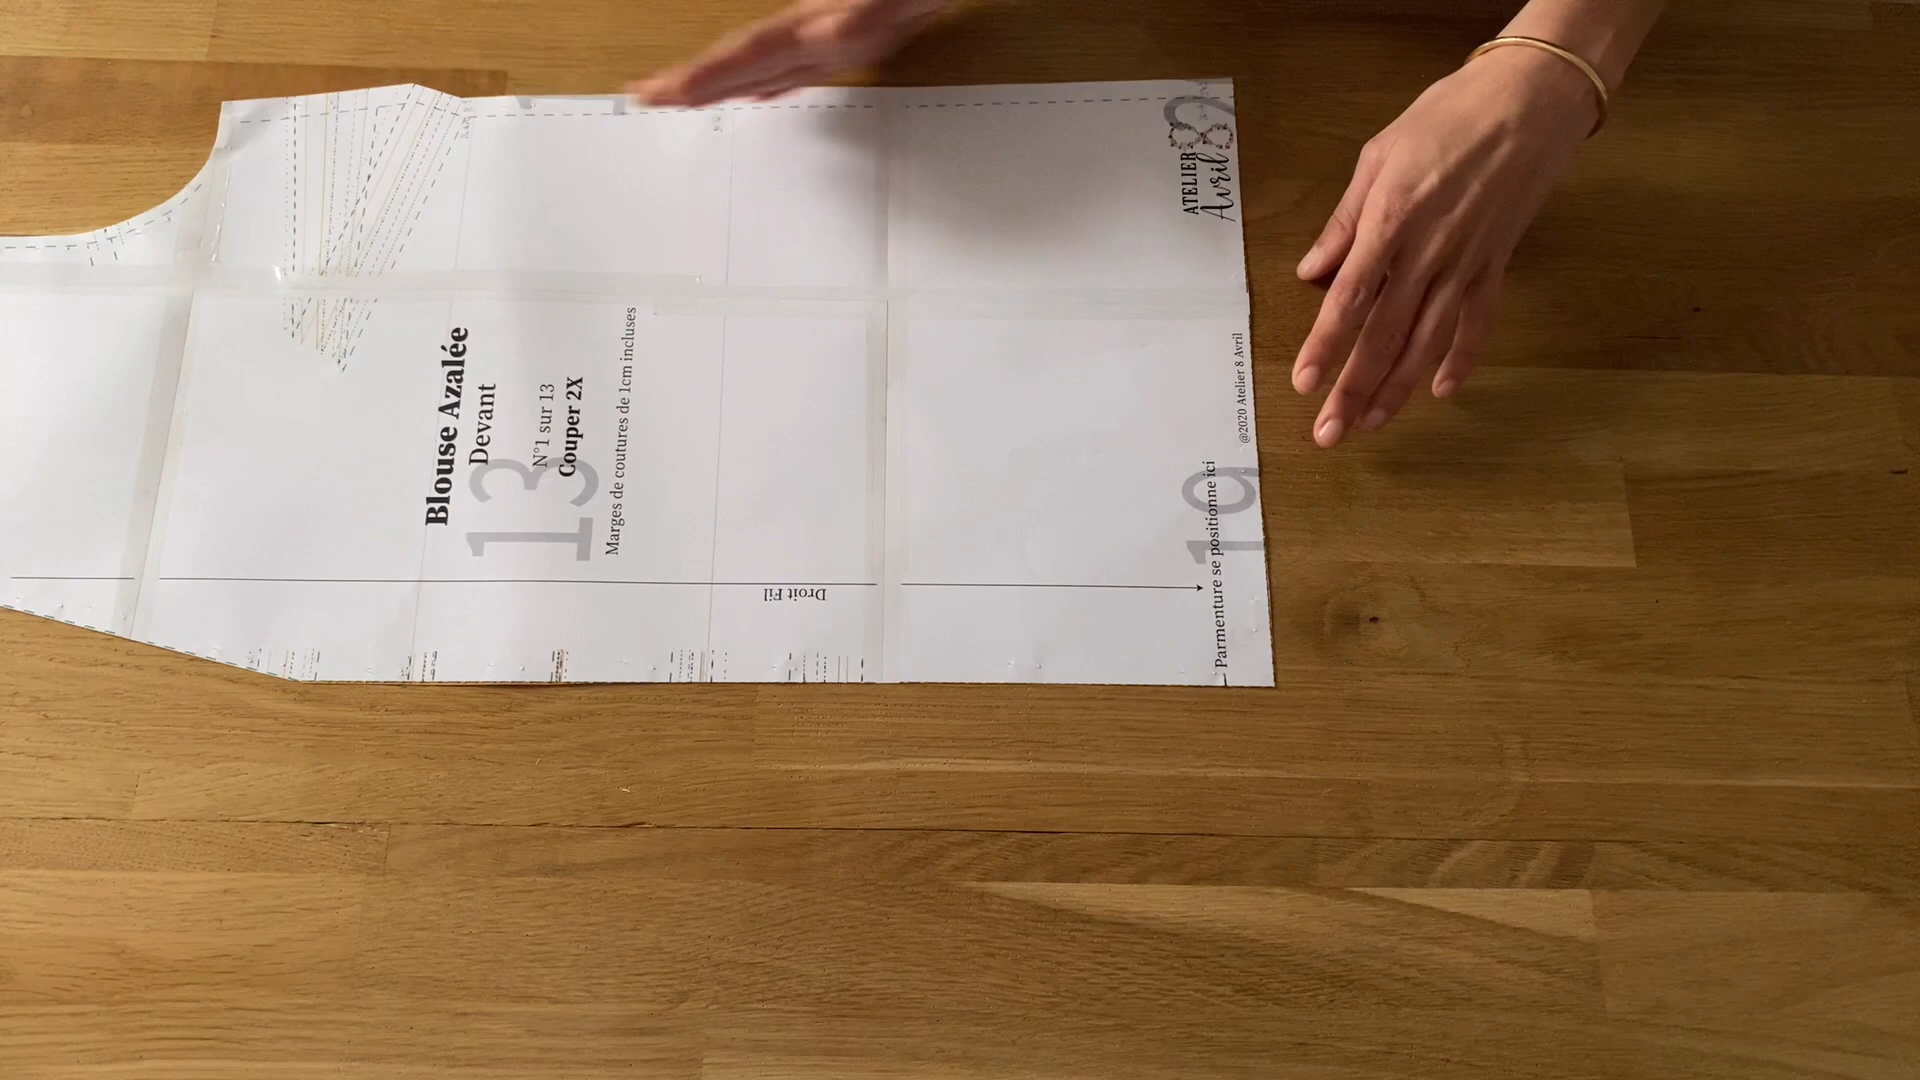 Blouse Azalée
Devant
N°1 sur 13
Couper 2X
Marges de coutures de 1cm incluses
13
Droit Fil
ATELIER
8 Avril
@2020 Atelier 8 Avril
Parmenture se positionne ici
19